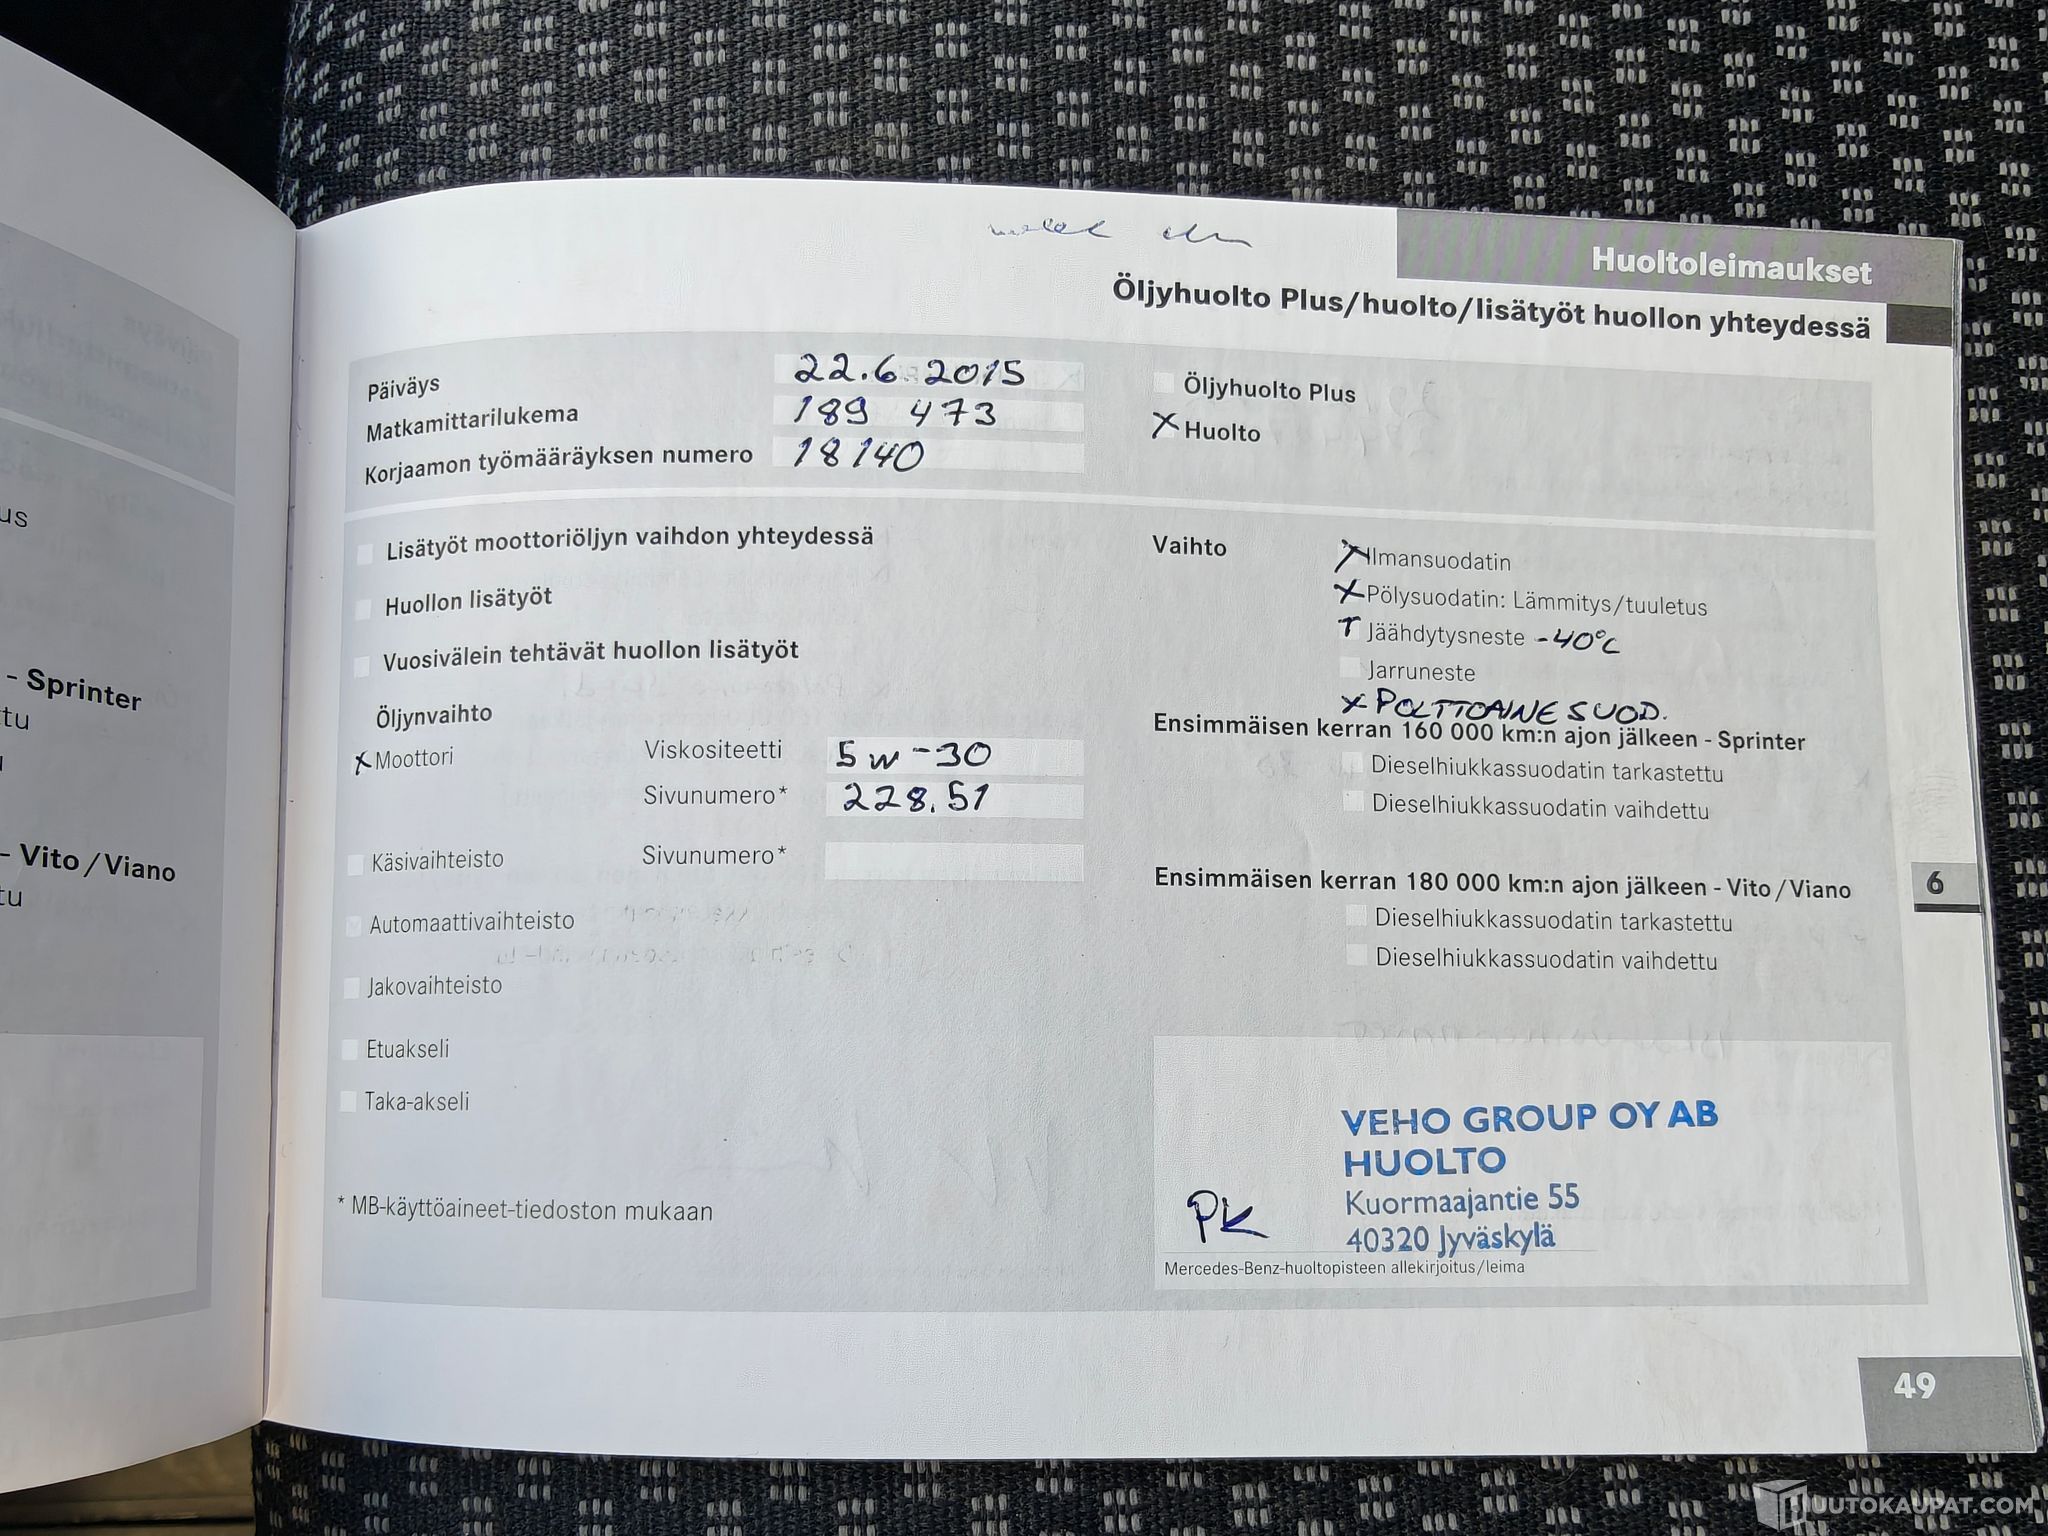 Huoltoleimaukset
Öljyhuolto Plus/huolto/lisätyöt huollon yhteydessä
Päiväys 22.6.2015
Matkamittarilukema 189 473
Korjaamon työmääräyksen numero 18140
Öljyhuolto Plus
x Huolto
Lisätyöt moottoriöljyn vaihdon yhteydessä
Huollon lisätyöt
Vuosivälein tehtävät huollon lisätyöt
Öljynvaihto
x Moottori Viskositeetti 5w-30
Sivunumero* 228.51
Käsivaihteisto Sivunumero*
Automaattivaihteisto
Jakovaihteisto
Etuakseli
Taka-akseli
* MB-käyttöaineet-tiedoston mukaan
Vaihto
x Ilmansuodatin
x Pölysuodatin: Lämmitys/tuuletus
T Jäähdytysneste -40°C
Jarruneste
x POLTTOAINESUOD.
Ensimmäisen kerran 160 000 km:n ajon jälkeen - Sprinter
Dieselhiukkassuodatin tarkastettu
Dieselhiukkassuodatin vaihdettu
Ensimmäisen kerran 180 000 km:n ajon jälkeen - Vito/Viano
Dieselhiukkassuodatin tarkastettu
Dieselhiukkassuodatin vaihdettu
6
VEHO GROUP OY AB
HUOLTO
Kuormaajantie 55
40320 Jyväskylä
PK
Mercedes-Benz-huoltopisteen allekirjoitus/leima
49
- Sprinter
- Vito/Viano
UUTOKAUPAT.COM